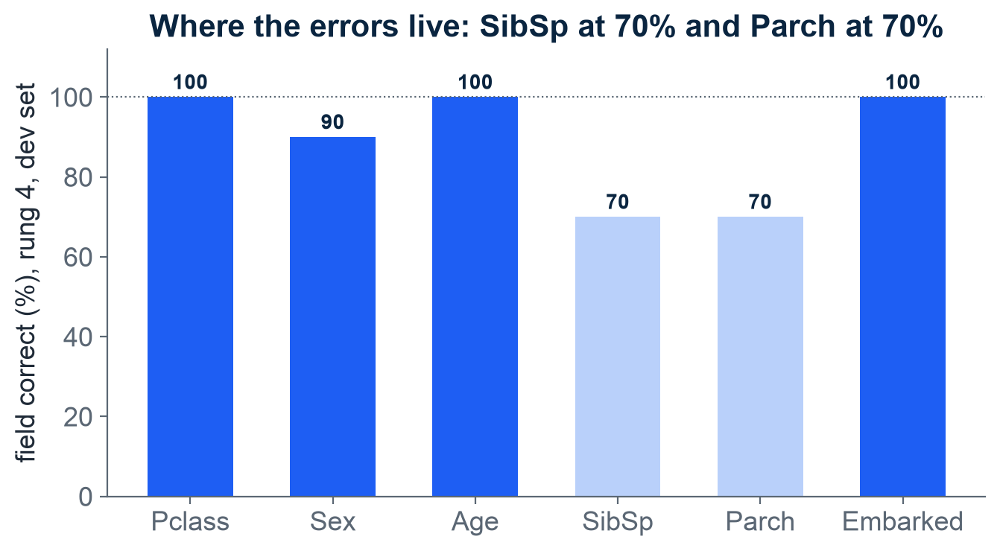 Where the errors live: SibSp at 70% and Parch at 70%
field correct (%), rung 4, dev set
100
80
60
40
20
0
100
90
100
70
70
100
Pclass
Sex
Age
SibSp
Parch
Embarked